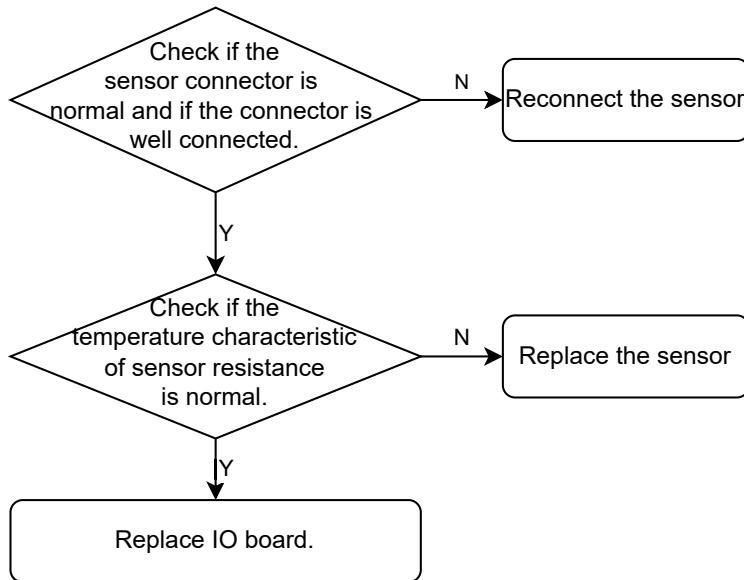 Check if the
sensor connector is
normal and if the connector is
well connected.
N
Reconnect the sensor
Y
Check if the
temperature characteristic
of sensor resistance
is normal.
N
Replace the sensor
Y
Replace IO board.